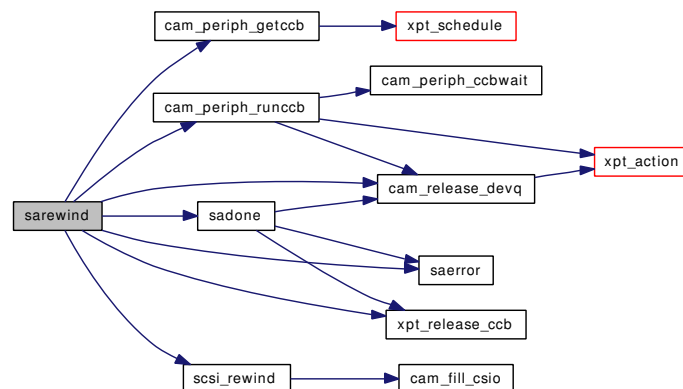 cam_periph_getccb
xpt_schedule
cam_periph_ccbwait
cam_periph_runccb
xpt_action
cam_release_devq
sarewind
sadone
saerror
xpt_release_ccb
scsi_rewind
cam_fill_csio